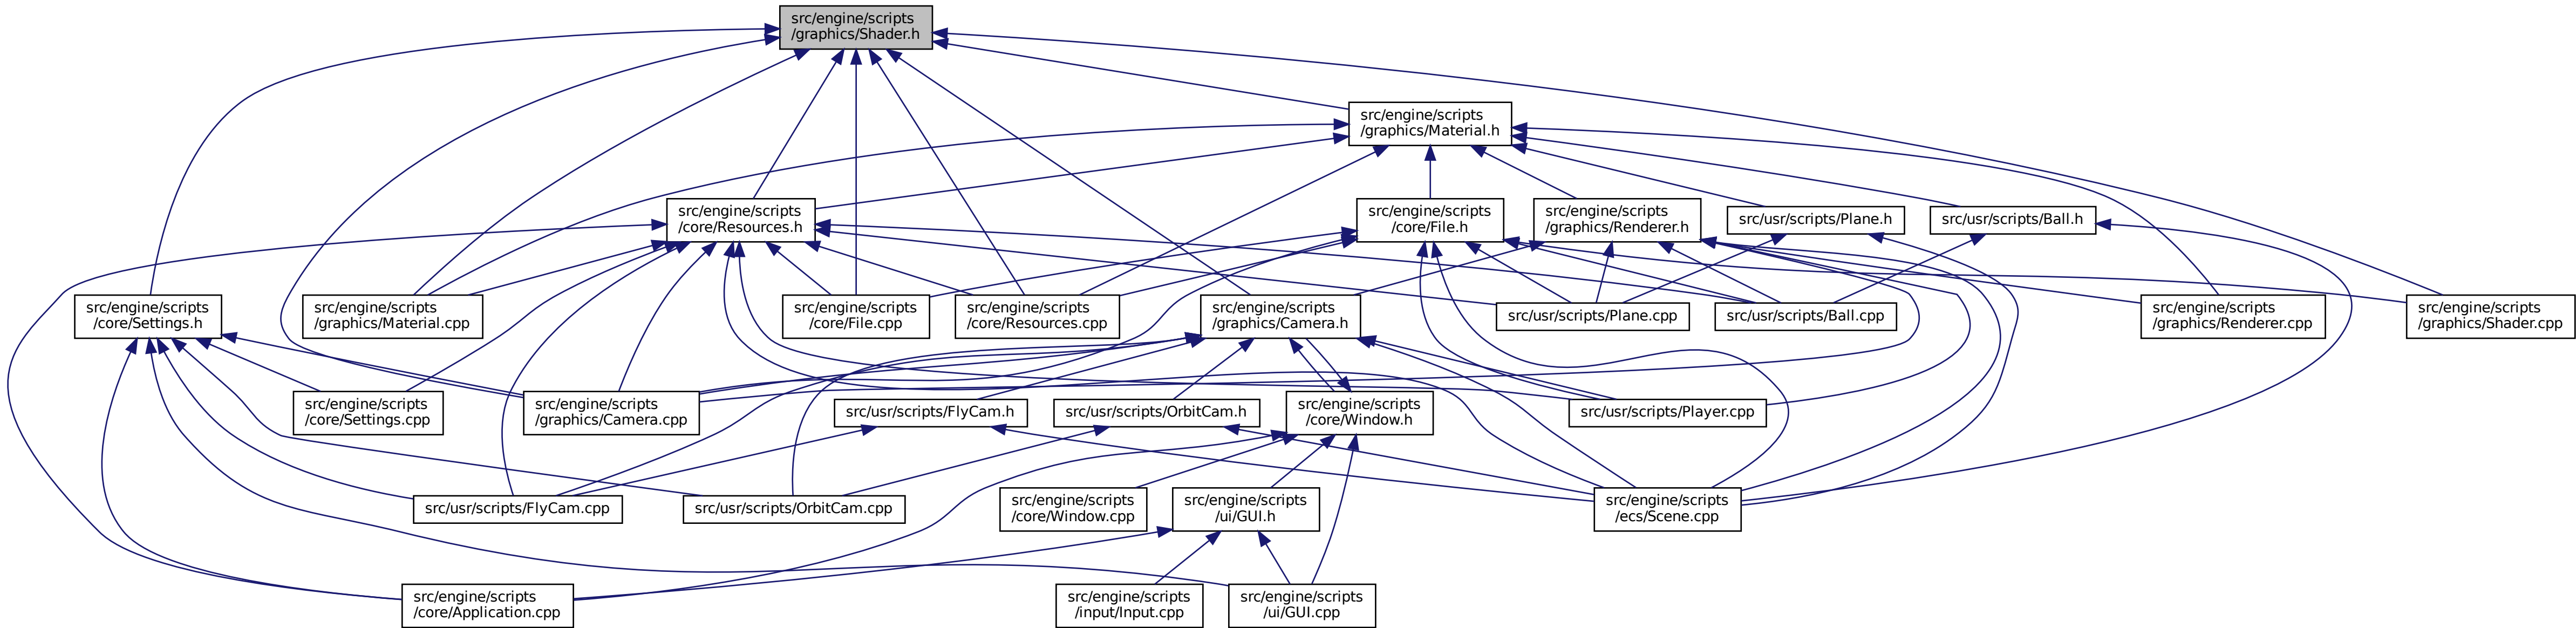 src/engine/scripts
/graphics/Shader.h
src/engine/scripts
/graphics/Material.h
src/engine/scripts
/core/Resources.h
src/engine/scripts
/core/File.h
src/engine/scripts
/graphics/Renderer.h
src/usr/scripts/Plane.h
src/usr/scripts/Ball.h
src/engine/scripts
/core/Settings.h
src/engine/scripts
/graphics/Material.cpp
src/engine/scripts
/core/File.cpp
src/engine/scripts
/core/Resources.cpp
src/engine/scripts
/graphics/Camera.h
src/usr/scripts/Plane.cpp
src/usr/scripts/Ball.cpp
src/engine/scripts
/graphics/Renderer.cpp
src/engine/scripts
/graphics/Shader.cpp
src/engine/scripts
/core/Settings.cpp
src/engine/scripts
/graphics/Camera.cpp
src/usr/scripts/FlyCam.h
src/usr/scripts/OrbitCam.h
src/engine/scripts
/core/Window.h
src/usr/scripts/Player.cpp
src/usr/scripts/FlyCam.cpp
src/usr/scripts/OrbitCam.cpp
src/engine/scripts
/core/Window.cpp
src/engine/scripts
/ui/GUI.h
src/engine/scripts
/ecs/Scene.cpp
src/engine/scripts
/core/Application.cpp
src/engine/scripts
/input/Input.cpp
src/engine/scripts
/ui/GUI.cpp